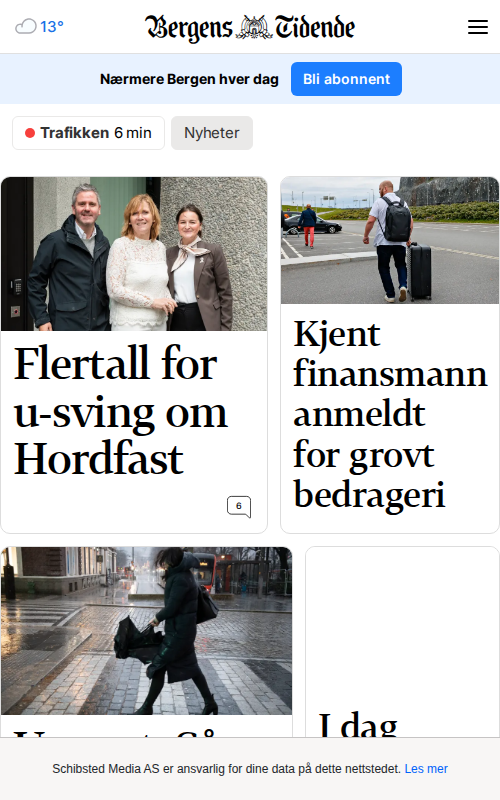 13°
Bergens Tidende
Nærmere Bergen hver dag
Bli abonnent
Trafikken 6 min
Nyheter
Flertall for
u-sving om
Hordfast
6
Kjent
finansmann
anmeldt
for grovt
bedrageri
I dag
Schibsted Media AS er ansvarlig for dine data på dette nettstedet. Les mer